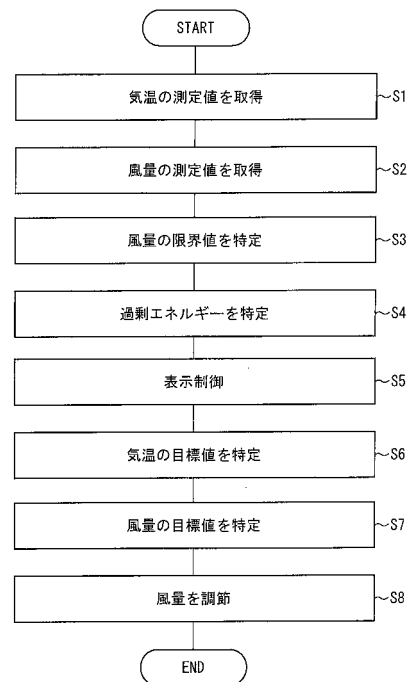 START
気温の測定値を取得 ~S1
風量の測定値を取得 ~S2
風量の限界値を特定 ~S3
過剰エネルギーを特定 ~S4
表示制御 ~S5
気温の目標値を特定 ~S6
風量の目標値を特定 ~S7
風量を調節 ~S8
END